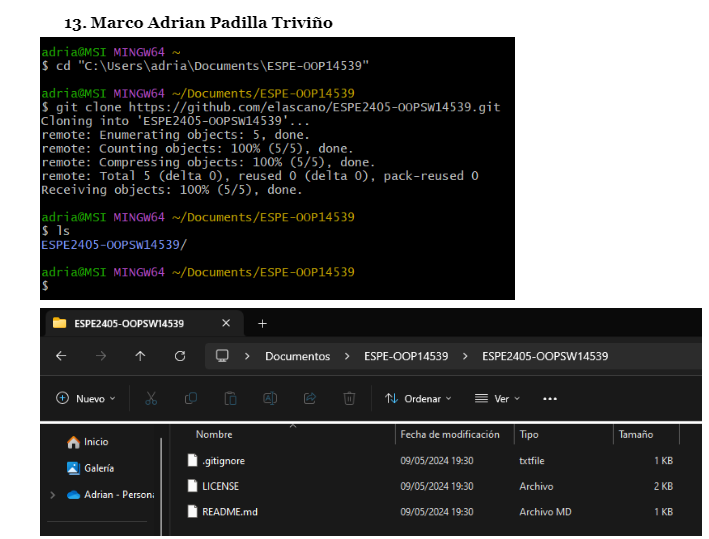 13. Marco Adrian Padilla Triviño
adria@MSI MINGW64 ~
$ cd "C:\Users\adria\Documents\ESPE-OOP14539"
adria@MSI MINGW64 ~/Documents/ESPE-OOP14539
$ git clone https://github.com/elascano/ESPE2405-OOPSW14539.git
Cloning into 'ESPE2405-OOPSW14539'...
remote: Enumerating objects: 5, done.
remote: Counting objects: 100% (5/5), done.
remote: Compressing objects: 100% (5/5), done.
remote: Total 5 (delta 0), reused 0 (delta 0), pack-reused 0
Receiving objects: 100% (5/5), done.
adria@MSI MINGW64 ~/Documents/ESPE-OOP14539
$ ls
ESPE2405-OOPSW14539/
adria@MSI MINGW64 ~/Documents/ESPE-OOP14539
$
ESPE2405-OOPSW14539
Documentos > ESPE-OOP14539 > ESPE2405-OOPSW14539
Nuevo Ordenar Ver
Nombre Fecha de modificación Tipo Tamaño
Inicio
.gitignore 09/05/2024 19:30 txtfile 1 KB
Galería
LICENSE 09/05/2024 19:30 Archivo 2 KB
Adrian - Persona
README.md 09/05/2024 19:30 Archivo MD 1 KB